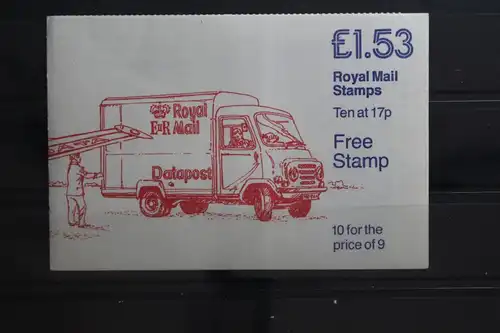 £1.53
Royal Mail
Stamps
Ten at 17p
Free
Stamp
10 for the
price of 9
Royal
EIIR Mail
Datapost